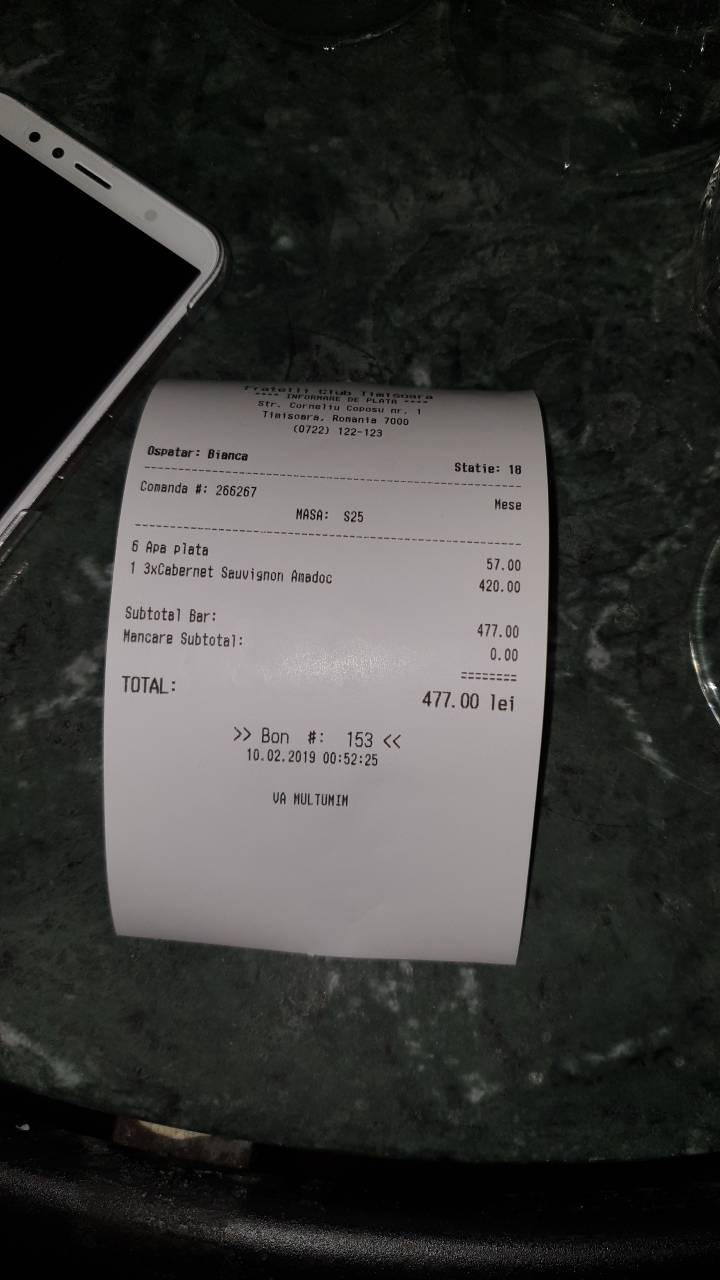 Fratelli Club Timisoara
**** INFORMARE DE PLATA ****
Str. Corneliu Coposu nr. 1
Timisoara, Romania 7000
(0722) 122-123
Ospatar: Bianca Statie: 18
Comanda #: 266267 Mese
MASA: S25
6 Apa plata 57.00
1 3xCabernet Sauvignon Amadoc 420.00
Subtotal Bar: 477.00
Mancare Subtotal: 0.00
========
TOTAL: 477.00 lei
>> Bon #: 153 <<
10.02.2019 00:52:25
VA MULTUMIM